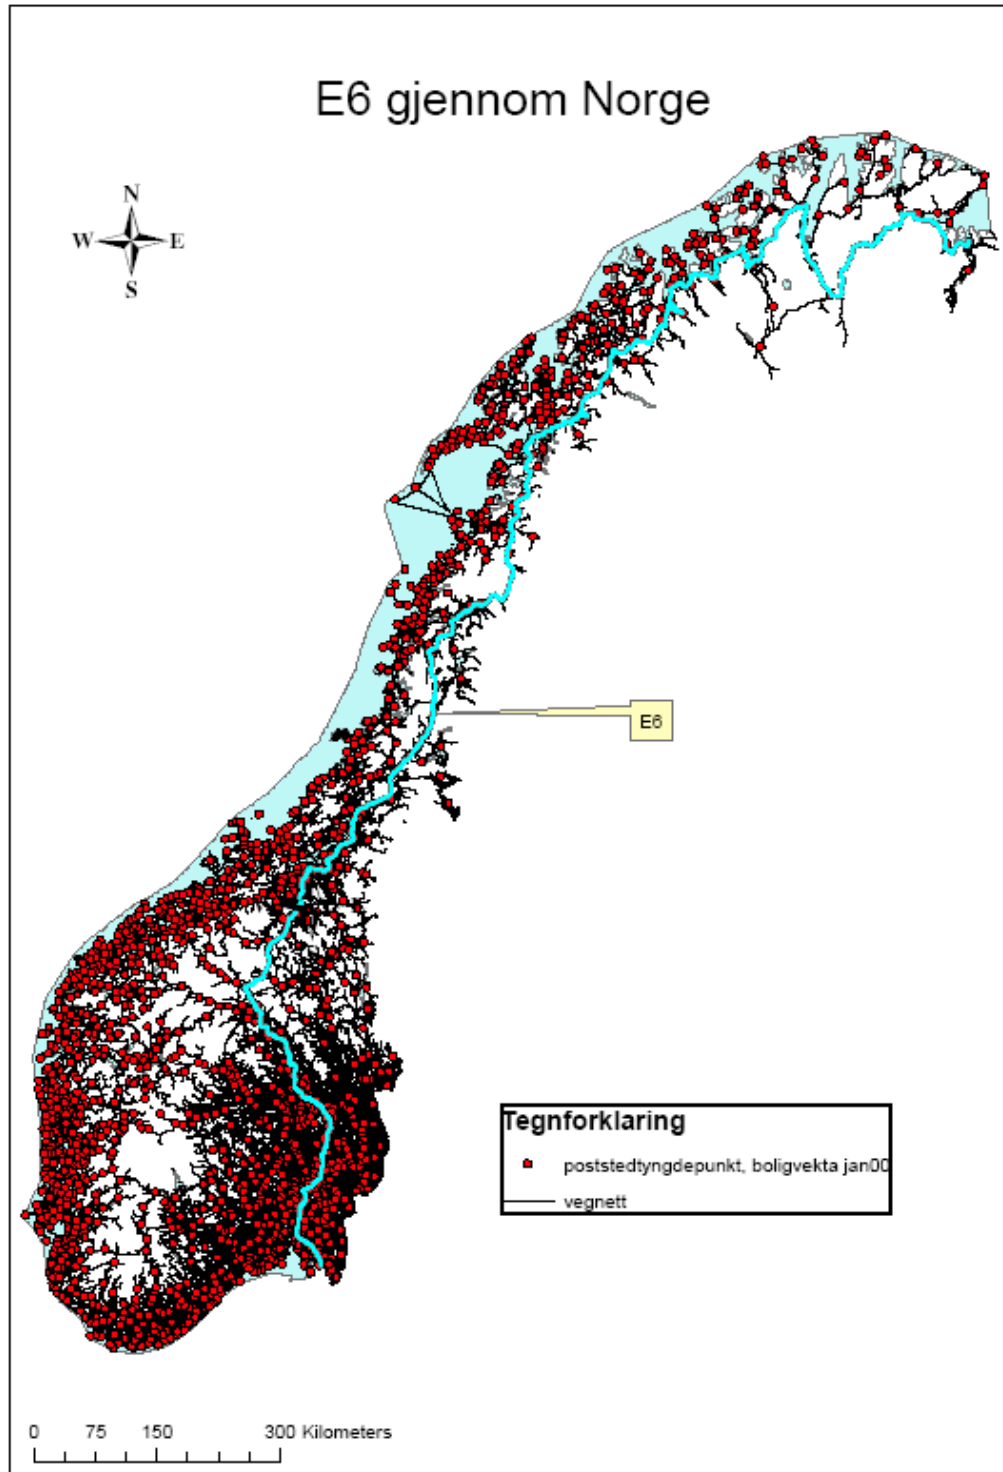 E6 gjennom Norge
N
W E
S
E6
Tegnforklaring
poststedtyngdepunkt, boligvekta jan00
vegnett
0 75 150 300 Kilometers